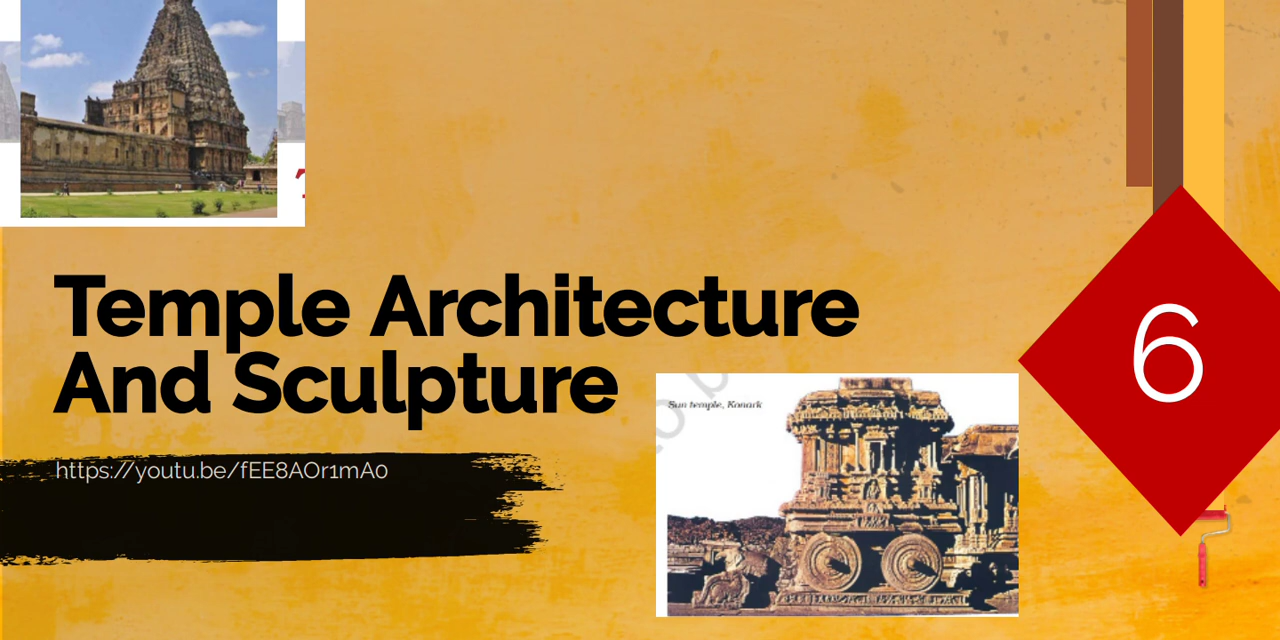 Temple Architecture
And Sculpture
6
Sun temple, Konark
https://youtu.be/fEE8AOr1mA0